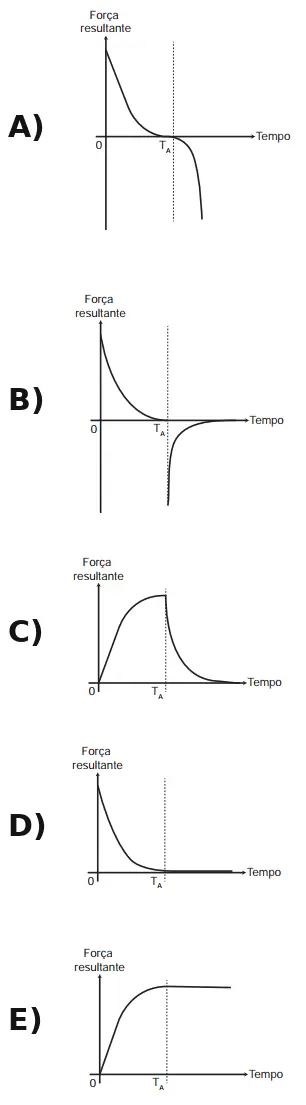 Força
resultante
A)
0
T_A
Tempo
Força
resultante
B)
0
T_A
Tempo
Força
resultante
C)
0
T_A
Tempo
Força
resultante
D)
0
T_A
Tempo
Força
resultante
E)
0
T_A
Tempo